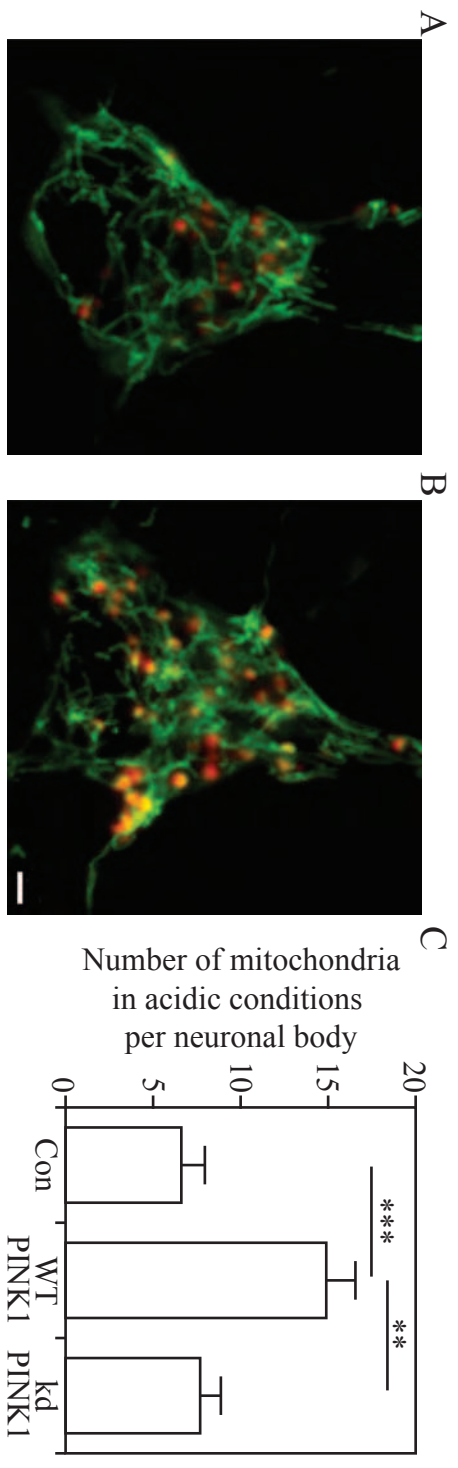 A
B
C
Number of mitochondria
in acidic conditions
per neuronal body
20
15
10
5
0
***
**
Con
WT
PINK1
kd
PINK1